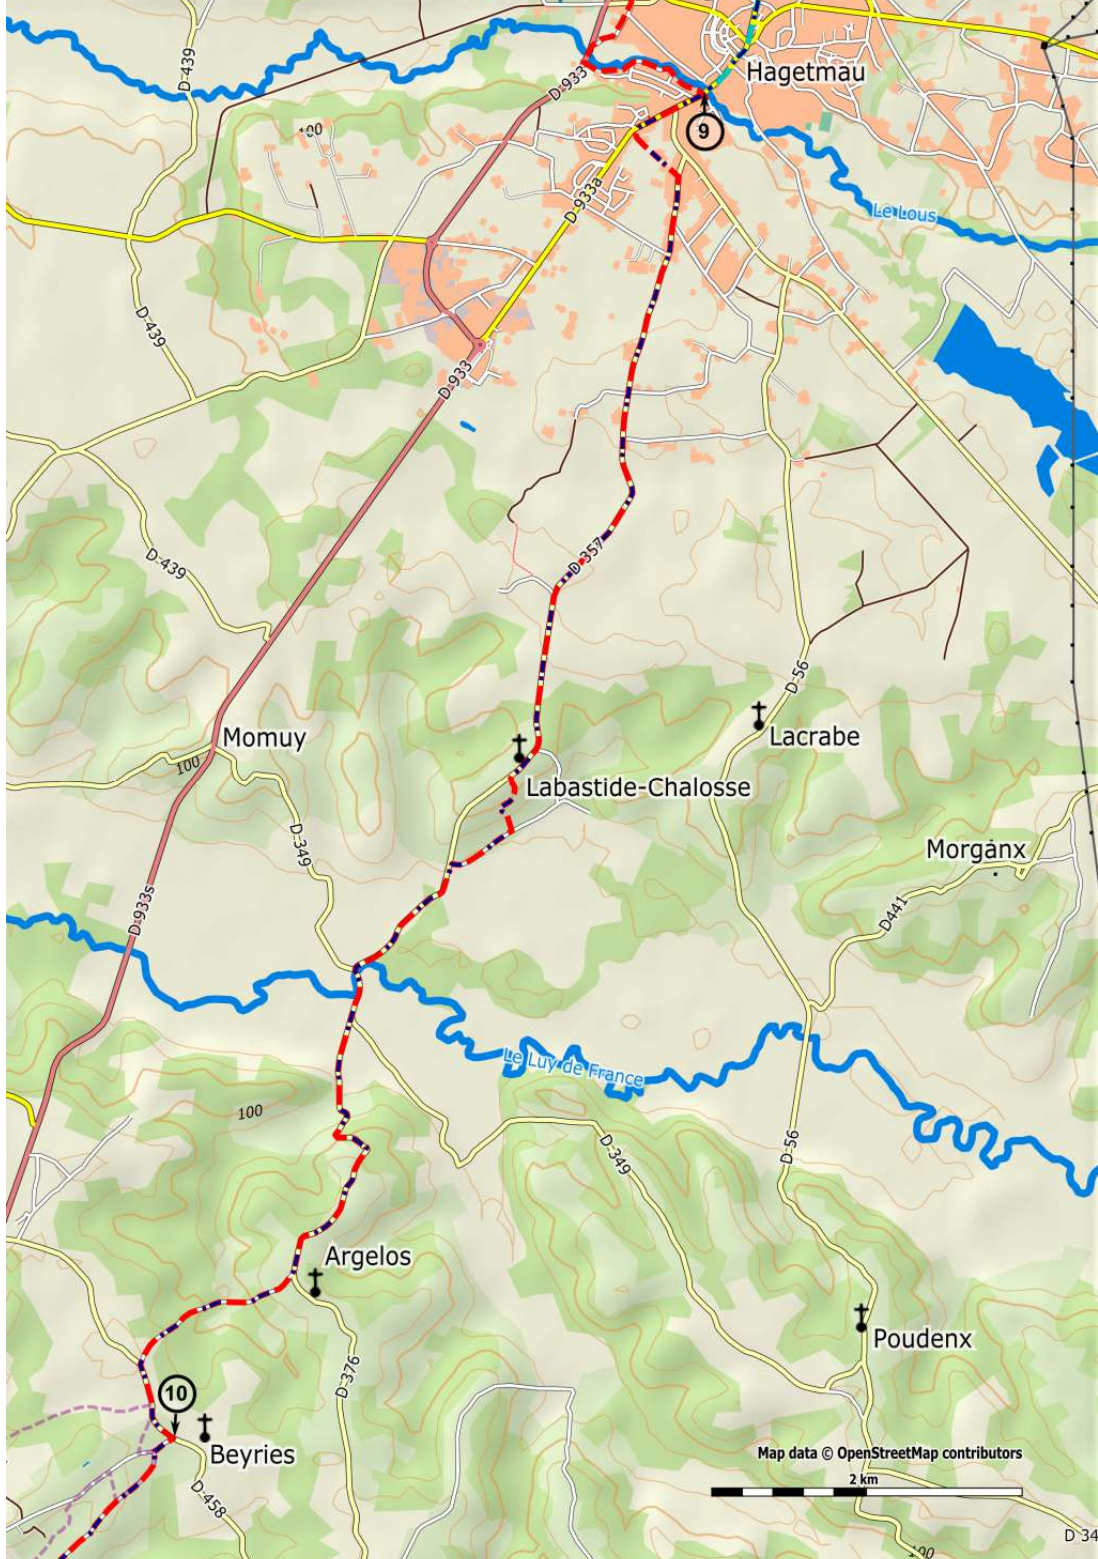 Hagetmau
D-439
D-933
9
100
D-933a
Le Lous
D-439
D-933
D-439
D-357
D-56
Lacrabe
Momuy
100
Labastide-Chalosse
D-349
Morganx
D-933s
D441
Le Luy de France
100
D-349
D-56
Argelos
Poudenx
D-376
10
Beyries
Map data © OpenStreetMap contributors
2 km
D-458
D 34
100